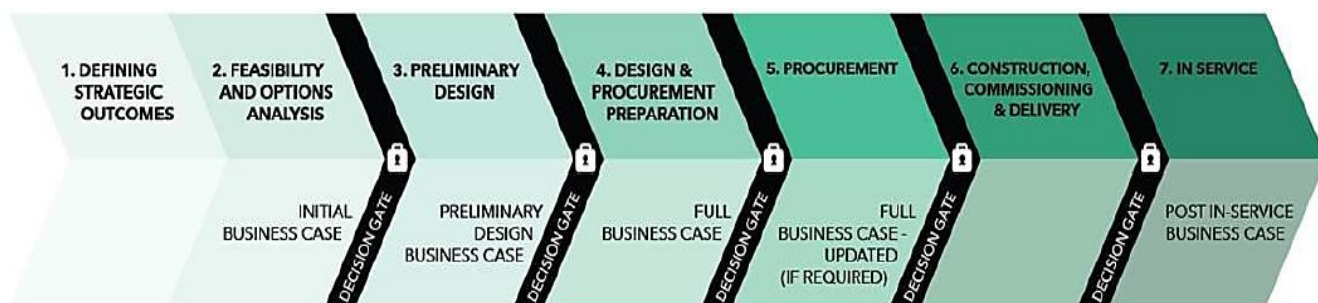 1. DEFINING
STRATEGIC
OUTCOMES
2. FEASIBILITY
AND OPTIONS
ANALYSIS
3. PRELIMINARY
DESIGN
4. DESIGN &
PROCUREMENT
PREPARATION
5. PROCUREMENT
6. CONSTRUCTION,
COMMISSIONING
& DELIVERY
7. IN SERVICE
INITIAL
BUSINESS CASE
DECISION GATE
PRELIMINARY
DESIGN
BUSINESS CASE
DECISION GATE
FULL
BUSINESS CASE
DECISION GATE
FULL
BUSINESS CASE -
UPDATED
(IF REQUIRED)
DECISION GATE
DECISION GATE
POST IN-SERVICE
BUSINESS CASE